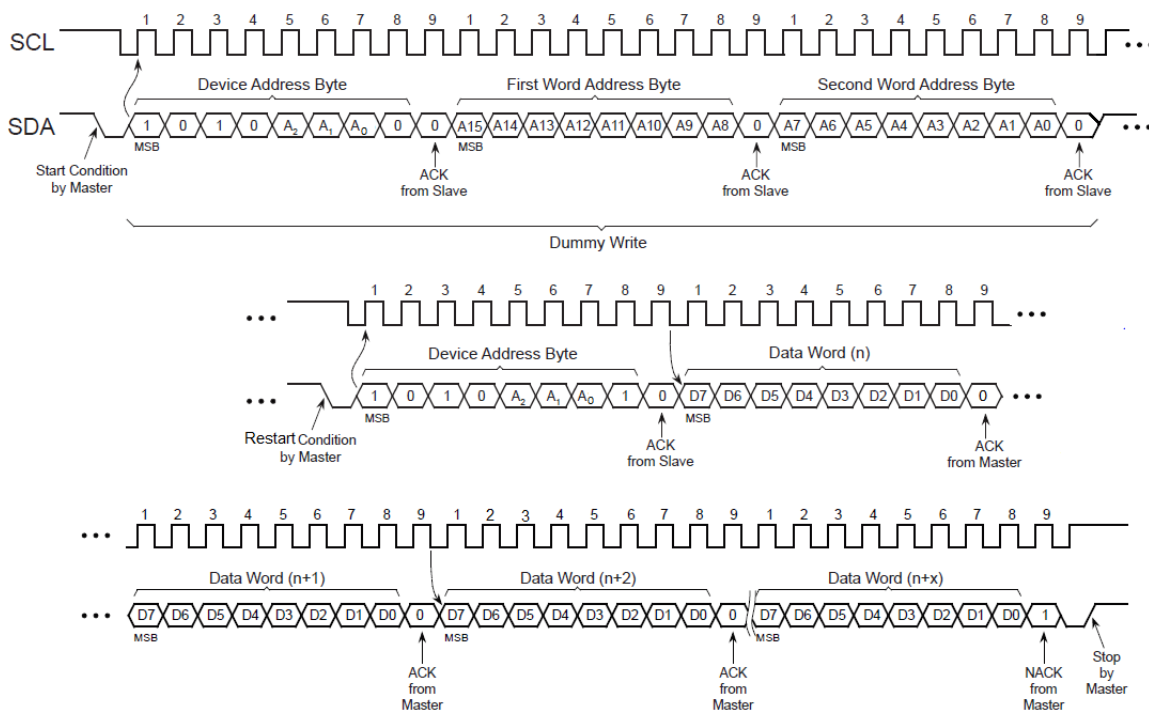 1 2 3 4 5 6 7 8 9 1 2 3 4 5 6 7 8 9 1 2 3 4 5 6 7 8 9
SCL
Device Address Byte First Word Address Byte Second Word Address Byte
SDA 1 0 1 0 A2 A1 A0 0 0 A15 A14 A13 A12 A11 A10 A9 A8 0 A7 A6 A5 A4 A3 A2 A1 A0 0
MSB MSB MSB
Start Condition
by Master
ACK
from Slave
ACK
from Slave
ACK
from Slave
Dummy Write
1 2 3 4 5 6 7 8 9 1 2 3 4 5 6 7 8 9
Device Address Byte Data Word (n)
1 0 1 0 A2 A1 A0 1 0 D7 D6 D5 D4 D3 D2 D1 D0 0
MSB MSB
Restart Condition
by Master
ACK
from Slave
ACK
from Master
1 2 3 4 5 6 7 8 9 1 2 3 4 5 6 7 8 9 1 2 3 4 5 6 7 8 9
Data Word (n+1) Data Word (n+2) Data Word (n+x)
D7 D6 D5 D4 D3 D2 D1 D0 0 D7 D6 D5 D4 D3 D2 D1 D0 0 D7 D6 D5 D4 D3 D2 D1 D0 1
MSB MSB MSB
ACK
from
Master
ACK
from
Master
NACK
from
Master
Stop
by
Master